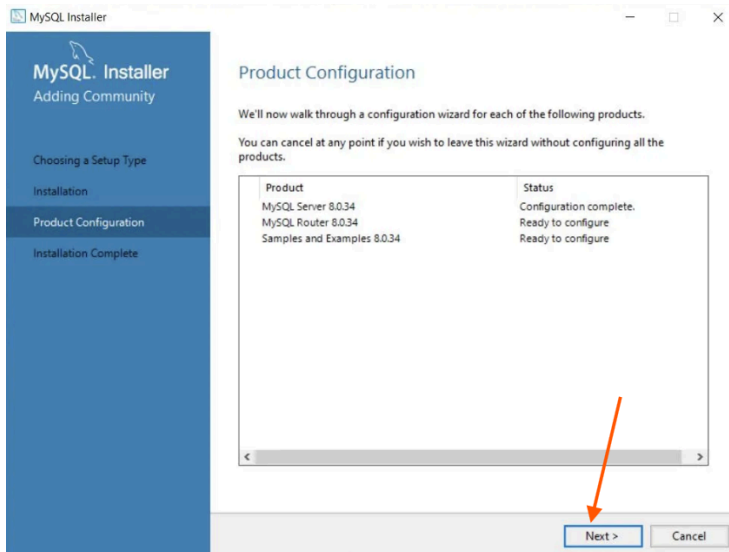 MySQL Installer
MySQL. Installer
Adding Community
Choosing a Setup Type
Installation
Product Configuration
Installation Complete
Product Configuration
We'll now walk through a configuration wizard for each of the following products.
You can cancel at any point if you wish to leave this wizard without configuring all the
products.
Product Status
MySQL Server 8.0.34 Configuration complete.
MySQL Router 8.0.34 Ready to configure
Samples and Examples 8.0.34 Ready to configure
Next > Cancel